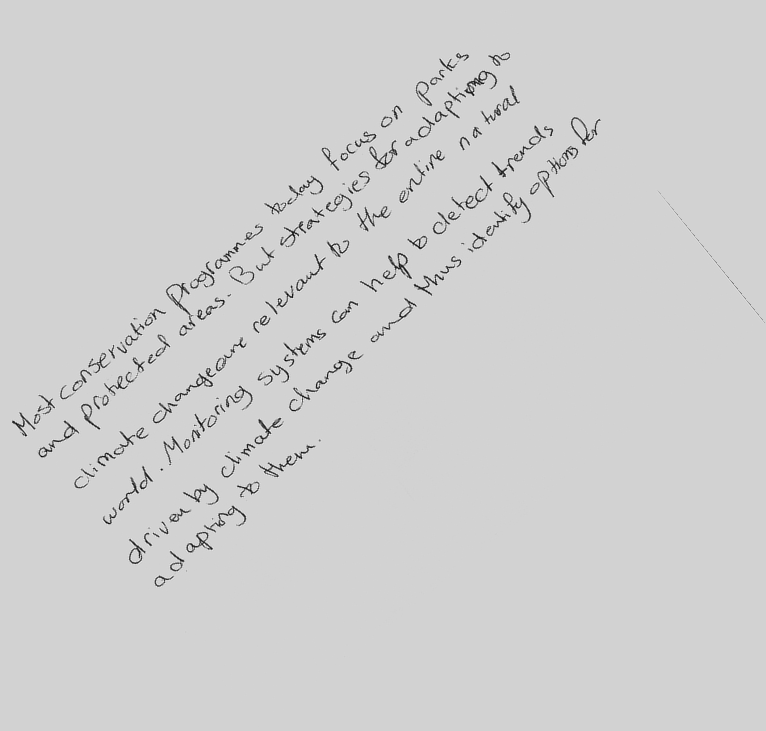 Most conservation programmes today focus on parks
and protected areas. But strategies for adapting to
climate change are relevant to the entire natural
world. Monitoring systems can help to detect trends
driven by climate change and thus identify options for
adapting to them.